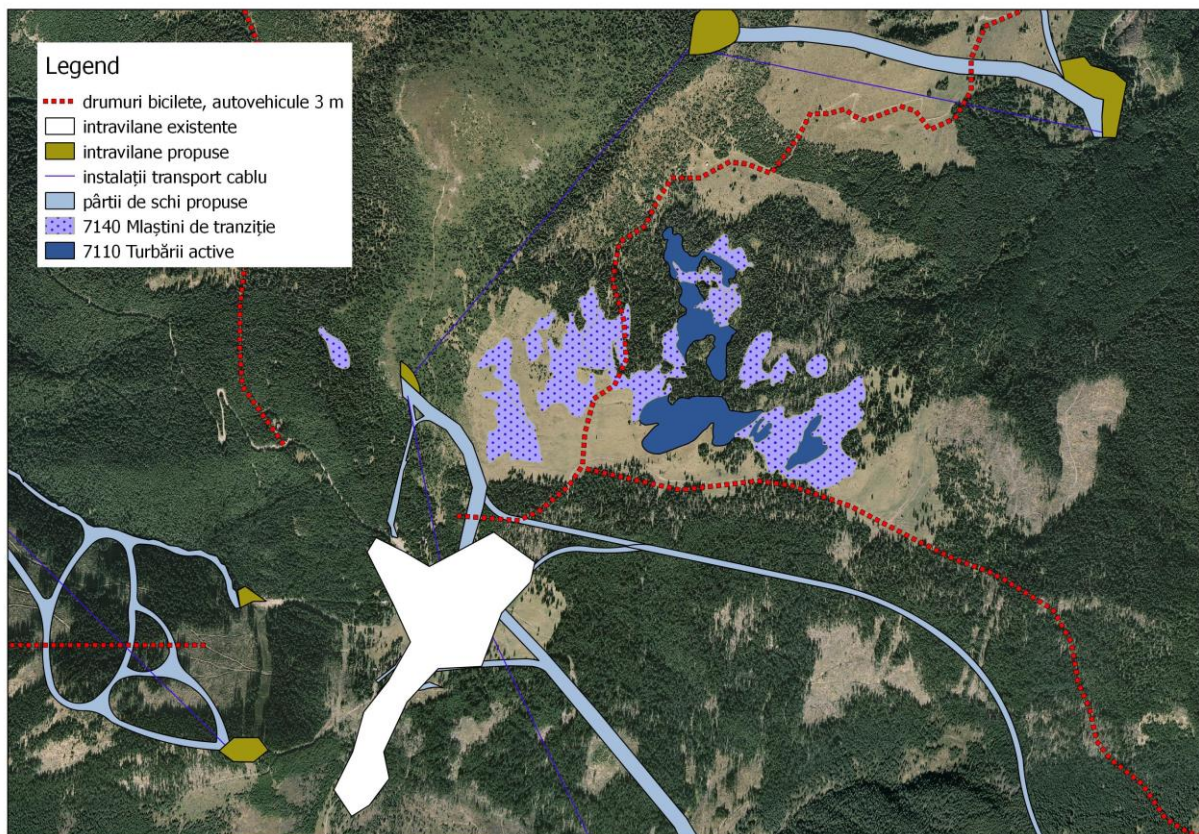 Legend
drumuri bicilete, autovehicule 3 m
intravilane existente
intravilane propuse
instalații transport cablu
pârtii de schi propuse
7140 Mlaștini de tranziție
7110 Turbării active